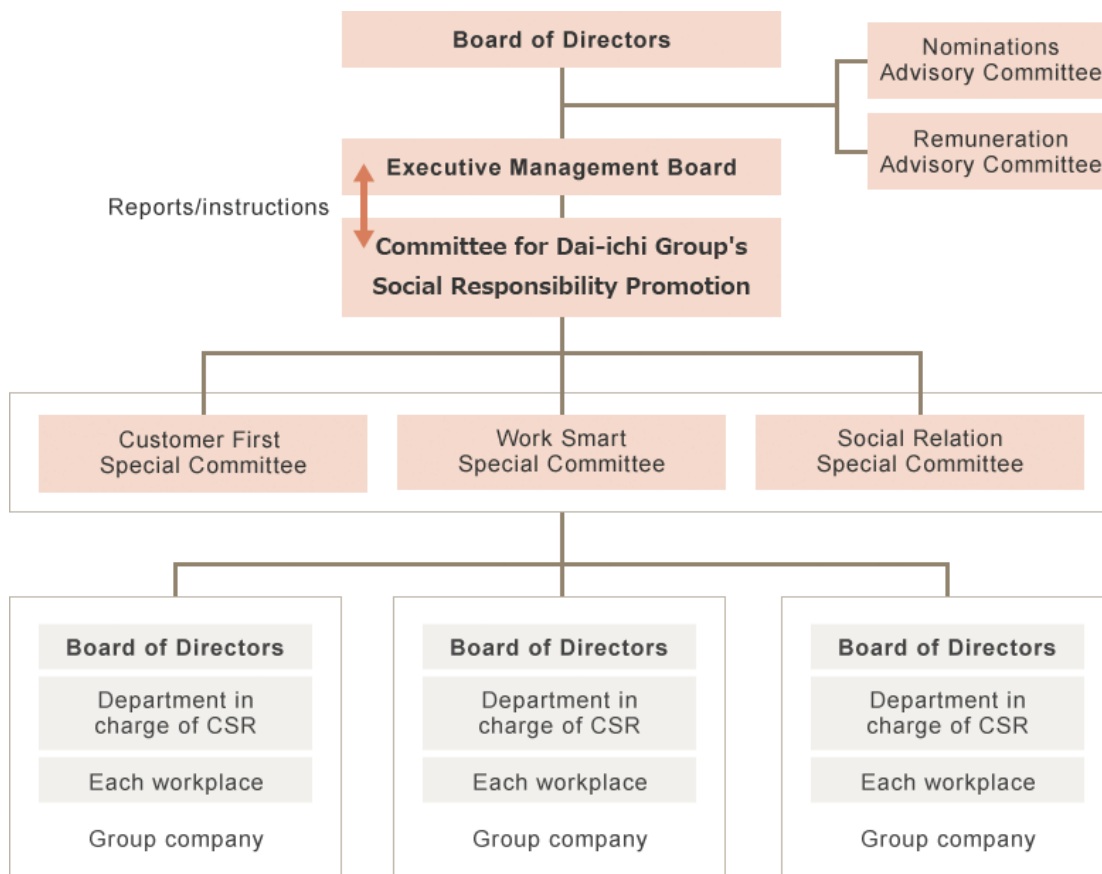 Board of Directors
Nominations
Advisory Committee
Remuneration
Advisory Committee
Executive Management Board
Reports/instructions
Committee for Dai-ichi Group's
Social Responsibility Promotion
Customer First
Special Committee
Work Smart
Special Committee
Social Relation
Special Committee
Board of Directors
Department in
charge of CSR
Each workplace
Group company
Board of Directors
Department in
charge of CSR
Each workplace
Group company
Board of Directors
Department in
charge of CSR
Each workplace
Group company